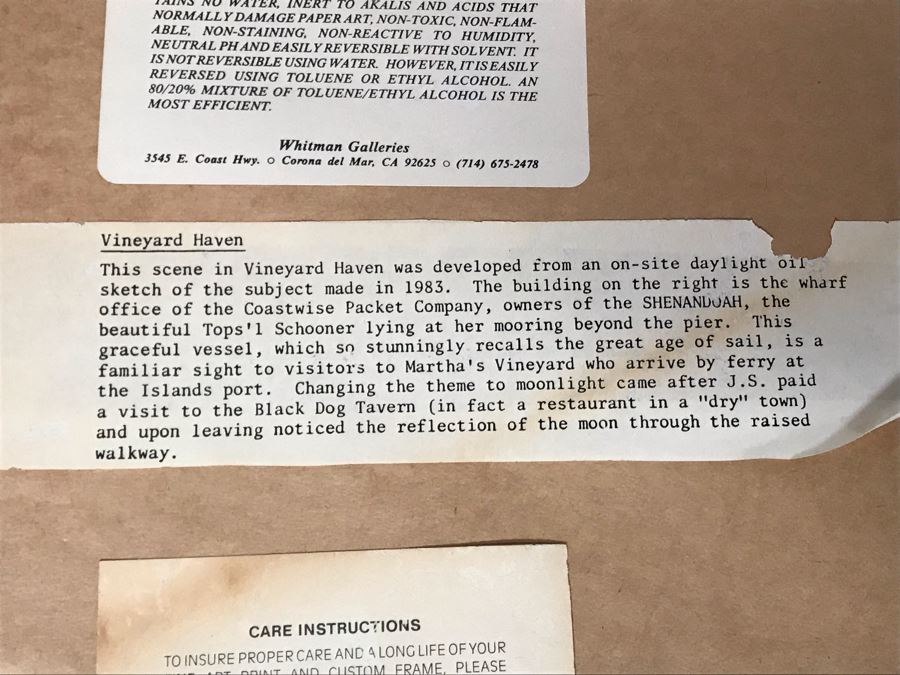 TAINS NO WATER, INERT TO AKALIS AND ACIDS THAT
NORMALLY DAMAGE PAPER ART, NON-TOXIC, NON-FLAM-
ABLE, NON-STAINING, NON-REACTIVE TO HUMIDITY,
NEUTRAL PH AND EASILY REVERSIBLE WITH SOLVENT. IT
IS NOT REVERSIBLE USING WATER. HOWEVER, IT IS EASILY
REVERSED USING TOLUENE OR ETHYL ALCOHOL. AN
80/20% MIXTURE OF TOLUENE/ETHYL ALCOHOL IS THE
MOST EFFICIENT.
Whitman Galleries
3545 E. Coast Hwy. o Corona del Mar, CA 92625 o (714) 675-2478
Vineyard Haven
This scene in Vineyard Haven was developed from an on-site daylight oil
sketch of the subject made in 1983. The building on the right is the wharf
office of the Coastwise Packet Company, owners of the SHENANDOAH, the
beautiful Tops'l Schooner lying at her mooring beyond the pier. This
graceful vessel, which so stunningly recalls the great age of sail, is a
familiar sight to visitors to Martha's Vineyard who arrive by ferry at
the Islands port. Changing the theme to moonlight came after J.S. paid
a visit to the Black Dog Tavern (in fact a restaurant in a "dry" town)
and upon leaving noticed the reflection of the moon through the raised
walkway.
CARE INSTRUCTIONS
TO INSURE PROPER CARE AND A LONG LIFE OF YOUR
ART PRINT AND CUSTOM FRAME, PLEASE